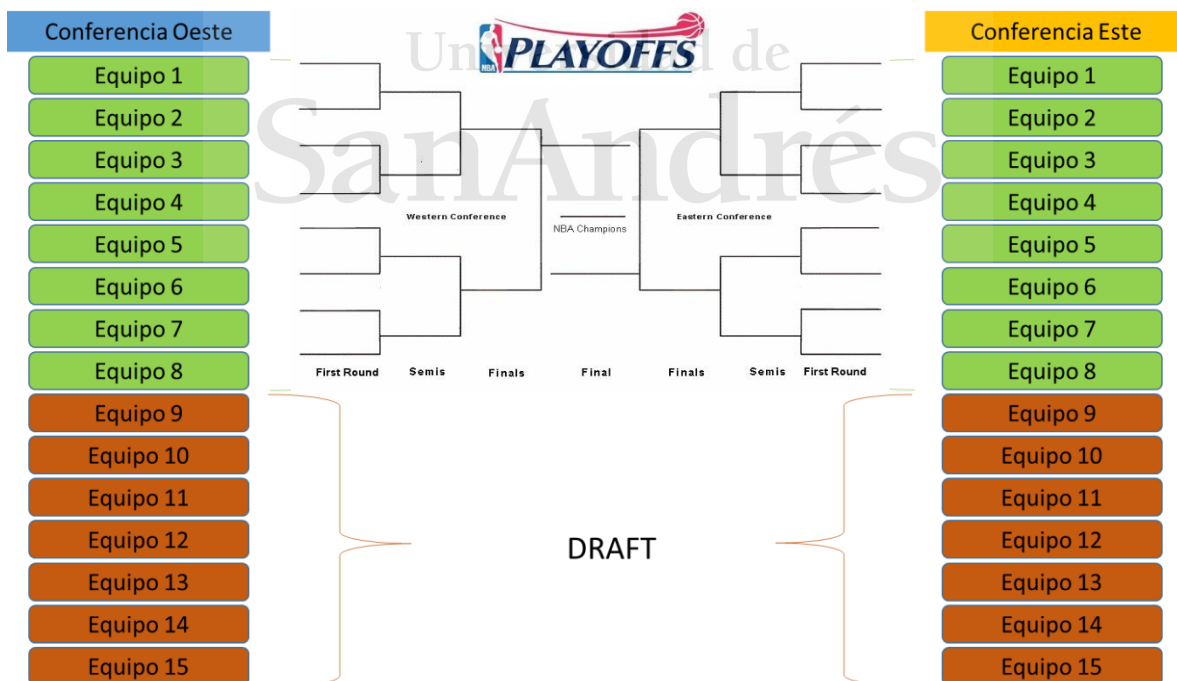 Conferencia Oeste
Equipo 1
Equipo 2
Equipo 3
Equipo 4
Equipo 5
Equipo 6
Equipo 7
Equipo 8
Equipo 9
Equipo 10
Equipo 11
Equipo 12
Equipo 13
Equipo 14
Equipo 15
Universidad de
SanAndrés
NBA
PLAYOFFS
Western Conference
NBA Champions
Eastern Conference
First Round Semis Finals Final Finals Semis First Round
DRAFT
Conferencia Este
Equipo 1
Equipo 2
Equipo 3
Equipo 4
Equipo 5
Equipo 6
Equipo 7
Equipo 8
Equipo 9
Equipo 10
Equipo 11
Equipo 12
Equipo 13
Equipo 14
Equipo 15